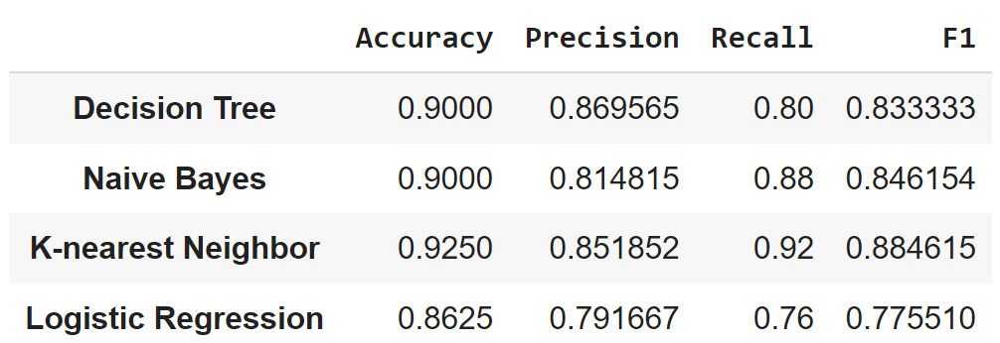 Accuracy Precision Recall F1
Decision Tree 0.9000 0.869565 0.80 0.833333
Naive Bayes 0.9000 0.814815 0.88 0.846154
K-nearest Neighbor 0.9250 0.851852 0.92 0.884615
Logistic Regression 0.8625 0.791667 0.76 0.775510